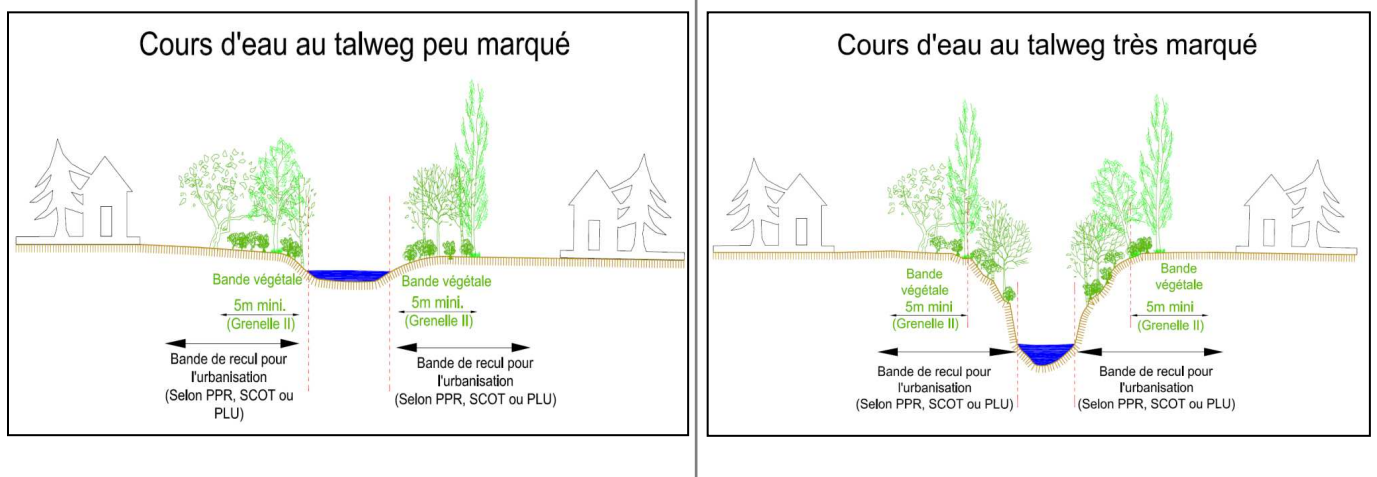 Cours d'eau au talweg peu marqué
Bande végétale
5m mini.
(Grenelle II)
Bande de recul pour
l'urbanisation
(Selon PPR, SCOT ou
PLU)
Bande végétale
5m mini.
(Grenelle II)
Bande de recul pour
l'urbanisation
(Selon PPR, SCOT ou PLU)
Cours d'eau au talweg très marqué
Bande
végétale
5m mini
(Grenelle II)
Bande de recul pour
l'urbanisation
(Selon PPR, SCOT ou PLU)
Bande
végétale
5m mini
(Grenelle II)
Bande de recul pour
l'urbanisation
(Selon PPR, SCOT ou PLU)